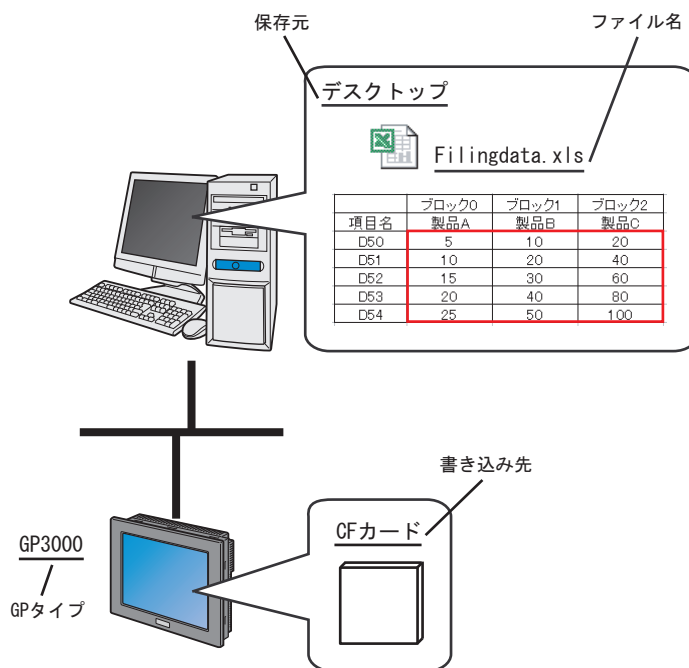 保存元
ファイル名
デスクトップ
Filingdata.xls
ブロック0 ブロック1 ブロック2
項目名 製品A 製品B 製品C
D50 5 10 20
D51 10 20 40
D52 15 30 60
D53 20 40 80
D54 25 50 100
書き込み先
CFカード
GP3000
GPタイプ